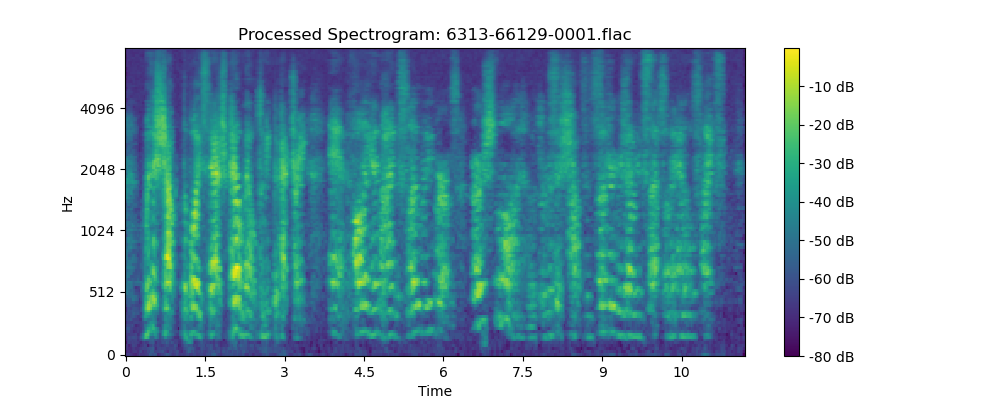 Processed Spectrogram: 6313-66129-0001.flac
Hz
4096
2048
1024
512
0
0 1.5 3 4.5 6 7.5 9 10
Time
-10 dB
-20 dB
-30 dB
-40 dB
-50 dB
-60 dB
-70 dB
-80 dB